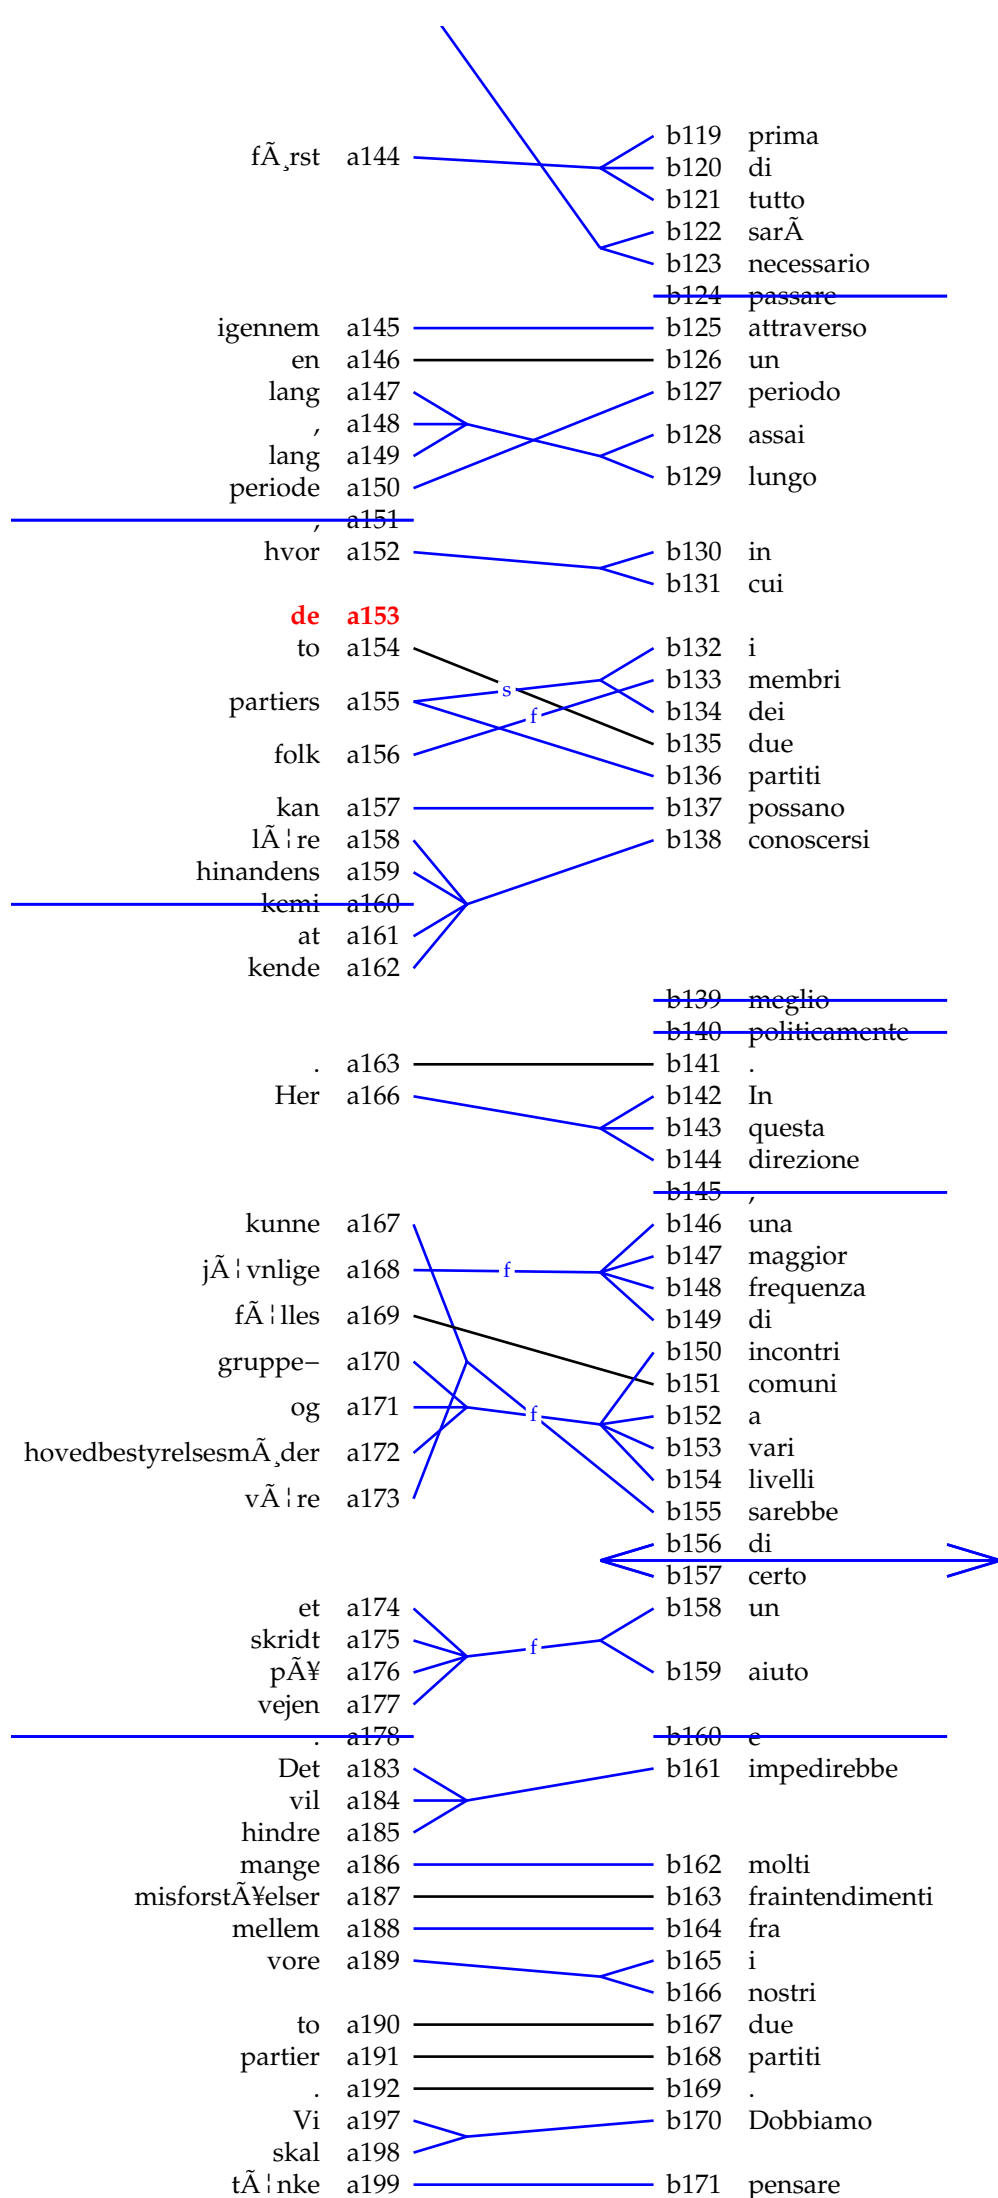 b119 prima
fÃ¸rst a144
b120 di
b121 tutto
b122 sarÃ
b123 necessario
b124 passare
igennem a145 b125 attraverso
en a146 b126 un
lang a147 b127 periodo
, a148 b128 assai
lang a149 b129 lungo
periode a150
, a151
hvor a152 b130 in
b131 cui
de a153
to a154 b132 i
s b133 membri
partiers a155 f b134 dei
folk a156 b135 due
b136 partiti
kan a157 b137 possano
lÃ¦re a158 b138 conoscersi
hinandens a159
kemi a160
at a161
kende a162
b139 meglio
b140 politicamente
. a163 b141 .
Her a166 b142 In
b143 questa
b144 direzione
b145 ,
kunne a167 b146 una
b147 maggior
jÃ¦vnlige a168 f b148 frequenza
fÃ¦lles a169 b149 di
gruppe– a170 b150 incontri
b151 comuni
og a171 f b152 a
hovedbestyrelsesmÃ¸der a172 b153 vari
b154 livelli
vÃ¦re a173 b155 sarebbe
b156 di
b157 certo
et a174 b158 un
skridt a175 f
pÃ¥ a176 b159 aiuto
vejen a177
. a178 b160 e
Det a183 b161 impedirebbe
vil a184
hindre a185
mange a186 b162 molti
misforstÃ¥elser a187 b163 fraintendimenti
mellem a188 b164 fra
vore a189 b165 i
b166 nostri
to a190 b167 due
partier a191 b168 partiti
. a192 b169 .
Vi a197 b170 Dobbiamo
skal a198
tÃ¦nke a199 b171 pensare